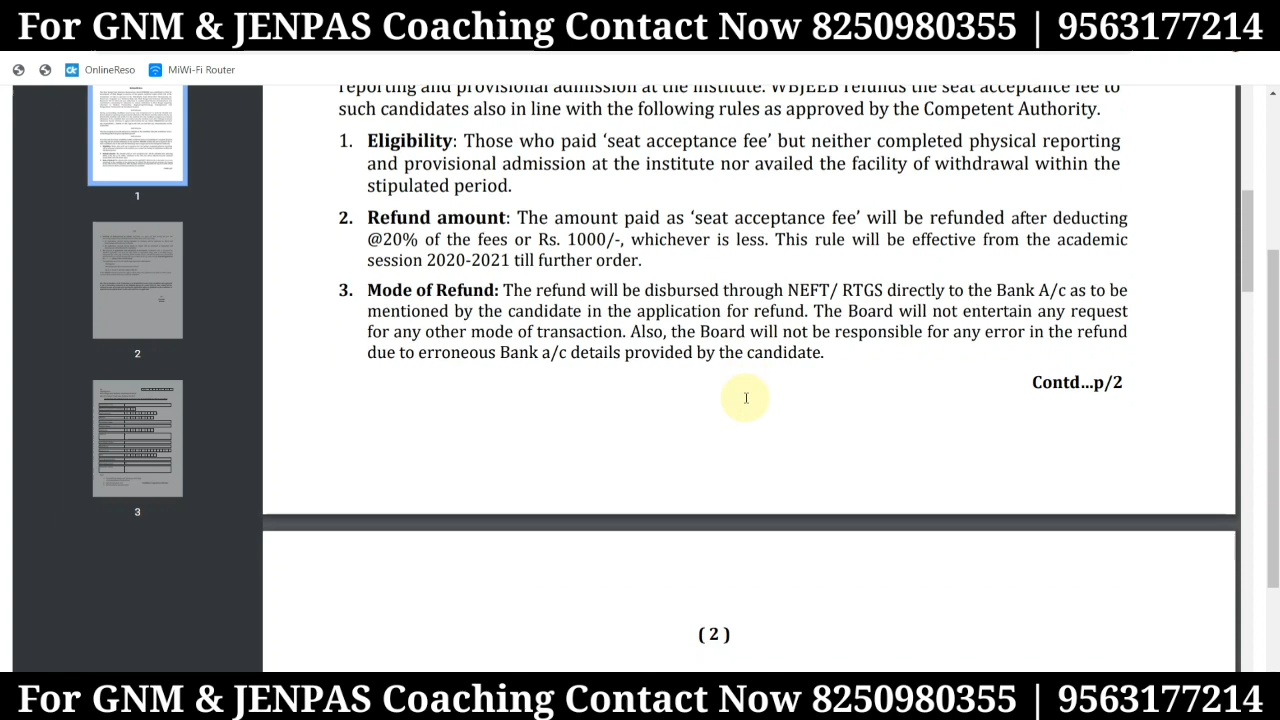 For GNM & JENPAS Coaching Contact Now 8250980355 | 9563177214
OnlineReso
MiWi-Fi Router
reporting and provisional admission at the institute. WBJEEB refunds the seat acceptance fee to
such candidates also in line with the following rules as approved by the Competent Authority.
1. Eligibility: Those who paid ‘seat acceptance fee’ but neither completed physical reporting
and provisional admission at the institute nor availed the facility of withdrawal within the
stipulated period.
2. Refund amount: The amount paid as ‘seat acceptance fee’ will be refunded after deducting
@20% of the fees or Rs. 1000/-, whichever is less. This rule will be effective from the academic
session 2020-2021 till further order.
3. Mode of Refund: The refund will be disbursed through NEFT/ RTGS directly to the Bank A/c as to be
mentioned by the candidate in the application for refund. The Board will not entertain any request
for any other mode of transaction. Also, the Board will not be responsible for any error in the refund
due to erroneous Bank a/c details provided by the candidate.
Contd...p/2
1
2
3
( 2 )
For GNM & JENPAS Coaching Contact Now 8250980355 | 9563177214